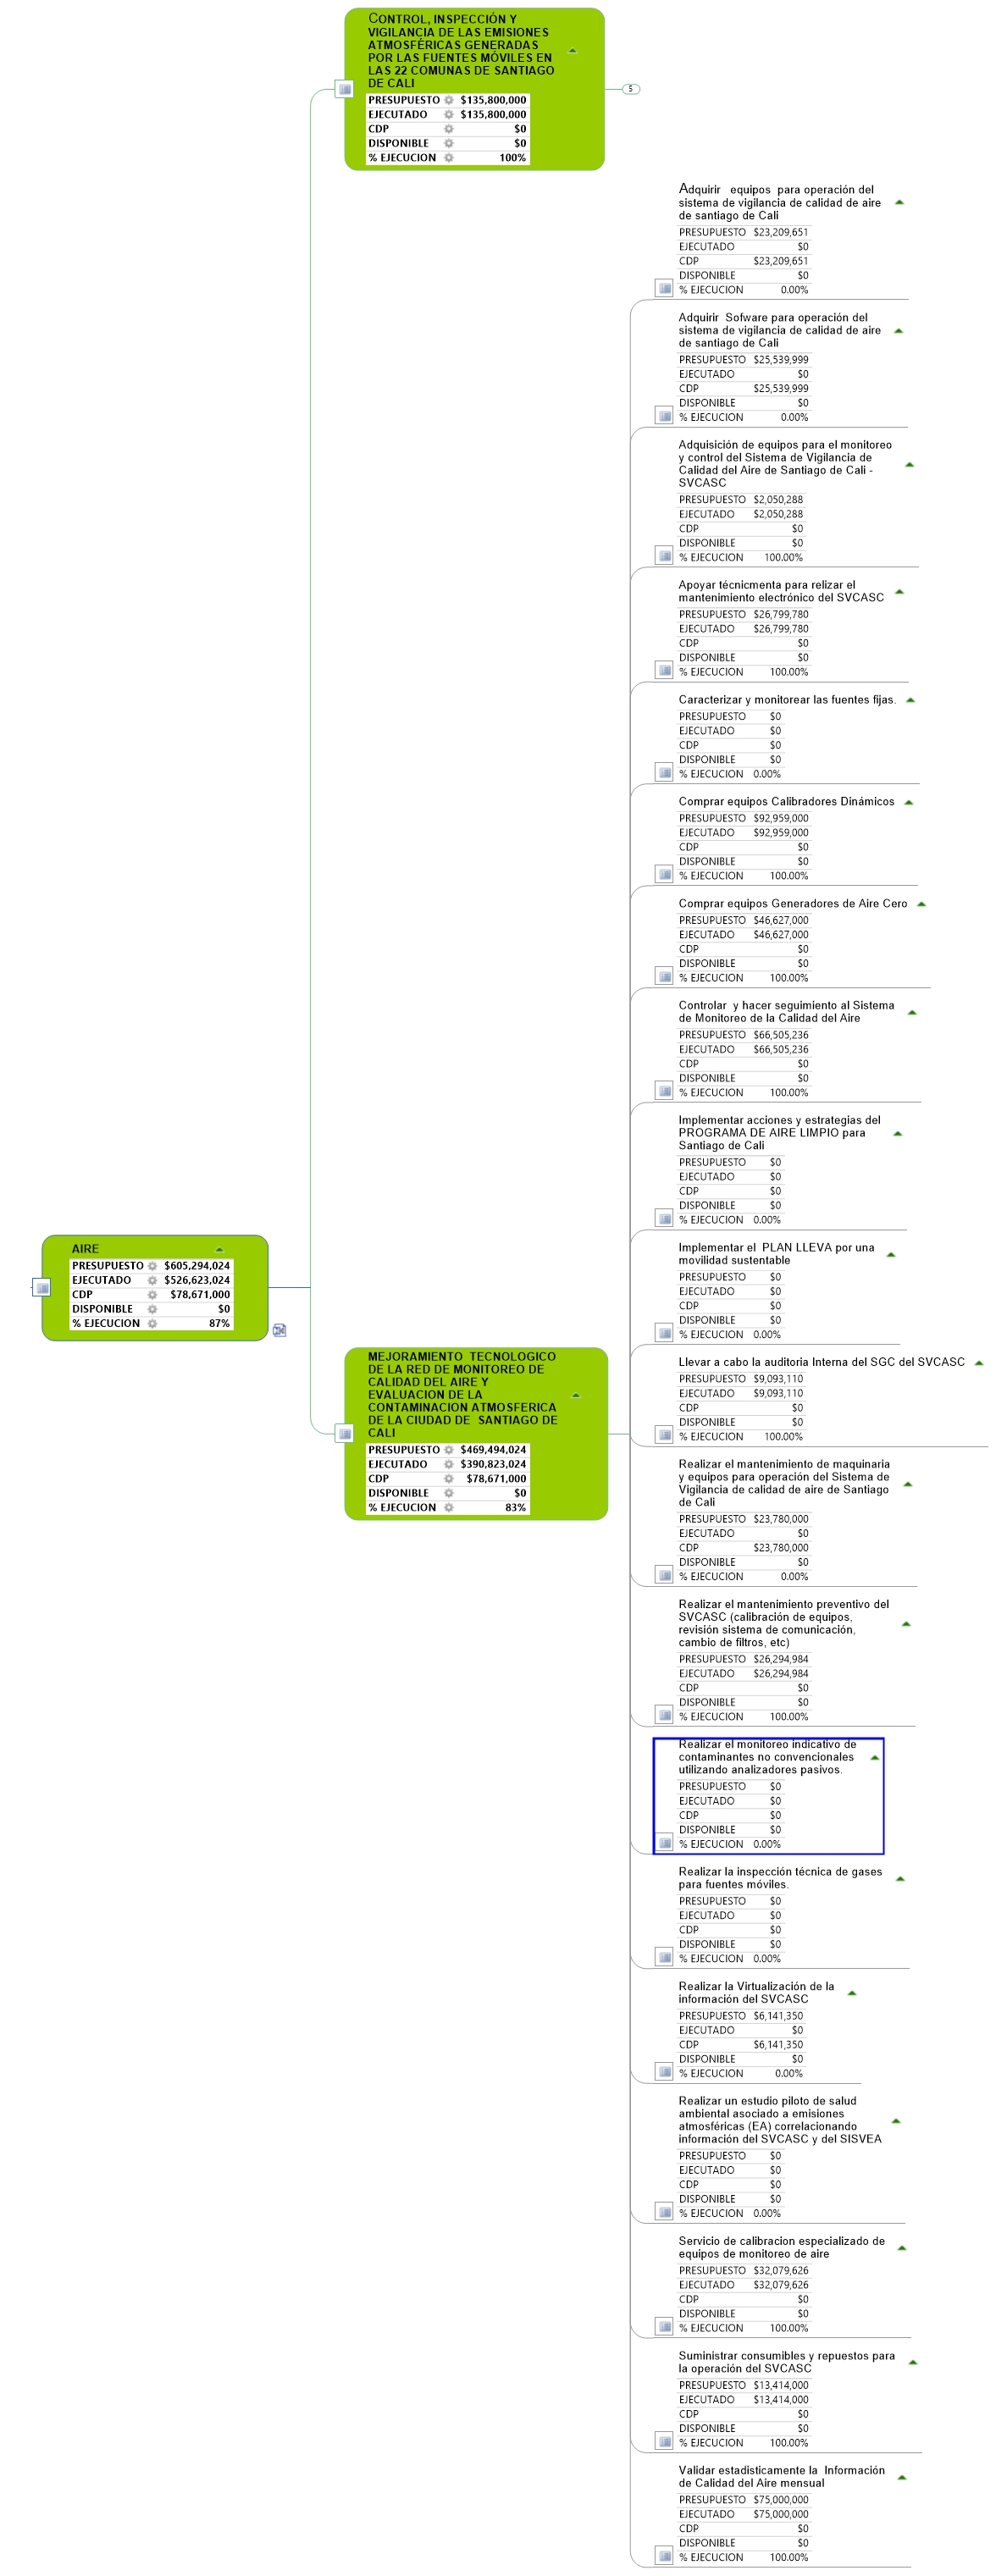 CONTROL, INSPECCIÓN Y
VIGILANCIA DE LAS EMISIONES
ATMOSFÉRICAS GENERADAS
POR LAS FUENTES MÓVILES EN
LAS 22 COMUNAS DE SANTIAGO
DE CALI
PRESUPUESTO $135,800,000
EJECUTADO $135,800,000
CDP $0
DISPONIBLE $0
% EJECUCION 100%
5
Adquirir equipos para operación del
sistema de vigilancia de calidad de aire
de santiago de Cali
PRESUPUESTO $23,209,651
EJECUTADO $0
CDP $23,209,651
DISPONIBLE $0
% EJECUCION 0.00%
Adquirir Sofware para operación del
sistema de vigilancia de calidad de aire
de santiago de Cali
PRESUPUESTO $25,539,999
EJECUTADO $0
CDP $25,539,999
DISPONIBLE $0
% EJECUCION 0.00%
Adquisición de equipos para el monitoreo
y control del Sistema de Vigilancia de
Calidad del Aire de Santiago de Cali -
SVCASC
PRESUPUESTO $2,050,288
EJECUTADO $2,050,288
CDP $0
DISPONIBLE $0
% EJECUCION 100.00%
Apoyar técnicmenta para relizar el
mantenimiento electrónico del SVCASC
PRESUPUESTO $26,799,780
EJECUTADO $26,799,780
CDP $0
DISPONIBLE $0
% EJECUCION 100.00%
Caracterizar y monitorear las fuentes fijas.
PRESUPUESTO $0
EJECUTADO $0
CDP $0
DISPONIBLE $0
% EJECUCION 0.00%
Comprar equipos Calibradores Dinámicos
PRESUPUESTO $92,959,000
EJECUTADO $92,959,000
CDP $0
DISPONIBLE $0
% EJECUCION 100.00%
Comprar equipos Generadores de Aire Cero
PRESUPUESTO $46,627,000
EJECUTADO $46,627,000
CDP $0
DISPONIBLE $0
% EJECUCION 100.00%
Controlar y hacer seguimiento al Sistema
de Monitoreo de la Calidad del Aire
PRESUPUESTO $66,505,236
EJECUTADO $66,505,236
CDP $0
DISPONIBLE $0
% EJECUCION 100.00%
Implementar acciones y estrategias del
PROGRAMA DE AIRE LIMPIO para
Santiago de Cali
PRESUPUESTO $0
EJECUTADO $0
CDP $0
DISPONIBLE $0
% EJECUCION 0.00%
AIRE
PRESUPUESTO $605,294,024
EJECUTADO $526,623,024
CDP $78,671,000
DISPONIBLE $0
% EJECUCION 87%
Implementar el PLAN LLEVA por una
movilidad sustentable
PRESUPUESTO $0
EJECUTADO $0
CDP $0
DISPONIBLE $0
% EJECUCION 0.00%
MEJORAMIENTO TECNOLOGICO
DE LA RED DE MONITOREO DE
CALIDAD DEL AIRE Y
EVALUACION DE LA
CONTAMINACION ATMOSFERICA
DE LA CIUDAD DE SANTIAGO DE
CALI
PRESUPUESTO $469,494,024
EJECUTADO $390,823,024
CDP $78,671,000
DISPONIBLE $0
% EJECUCION 83%
Llevar a cabo la auditoria Interna del SGC del SVCASC
PRESUPUESTO $9,093,110
EJECUTADO $9,093,110
CDP $0
DISPONIBLE $0
% EJECUCION 100.00%
Realizar el mantenimiento de maquinaria
y equipos para operación del Sistema de
Vigilancia de calidad de aire de Santiago
de Cali
PRESUPUESTO $23,780,000
EJECUTADO $0
CDP $23,780,000
DISPONIBLE $0
% EJECUCION 0.00%
Realizar el mantenimiento preventivo del
SVCASC (calibración de equipos,
revisión sistema de comunicación,
cambio de filtros, etc)
PRESUPUESTO $26,294,984
EJECUTADO $26,294,984
CDP $0
DISPONIBLE $0
% EJECUCION 100.00%
Realizar el monitoreo indicativo de
contaminantes no convencionales
utilizando analizadores pasivos.
PRESUPUESTO $0
EJECUTADO $0
CDP $0
DISPONIBLE $0
% EJECUCION 0.00%
Realizar la inspección técnica de gases
para fuentes móviles.
PRESUPUESTO $0
EJECUTADO $0
CDP $0
DISPONIBLE $0
% EJECUCION 0.00%
Realizar la Virtualización de la
información del SVCASC
PRESUPUESTO $6,141,350
EJECUTADO $0
CDP $6,141,350
DISPONIBLE $0
% EJECUCION 0.00%
Realizar un estudio piloto de salud
ambiental asociado a emisiones
atmosféricas (EA) correlacionando
información del SVCASC y del SISVEA
PRESUPUESTO $0
EJECUTADO $0
CDP $0
DISPONIBLE $0
% EJECUCION 0.00%
Servicio de calibracion especializado de
equipos de monitoreo de aire
PRESUPUESTO $32,079,626
EJECUTADO $32,079,626
CDP $0
DISPONIBLE $0
% EJECUCION 100.00%
Suministrar consumibles y repuestos para
la operación del SVCASC
PRESUPUESTO $13,414,000
EJECUTADO $13,414,000
CDP $0
DISPONIBLE $0
% EJECUCION 100.00%
Validar estadisticamente la Información
de Calidad del Aire mensual
PRESUPUESTO $75,000,000
EJECUTADO $75,000,000
CDP $0
DISPONIBLE $0
% EJECUCION 100.00%